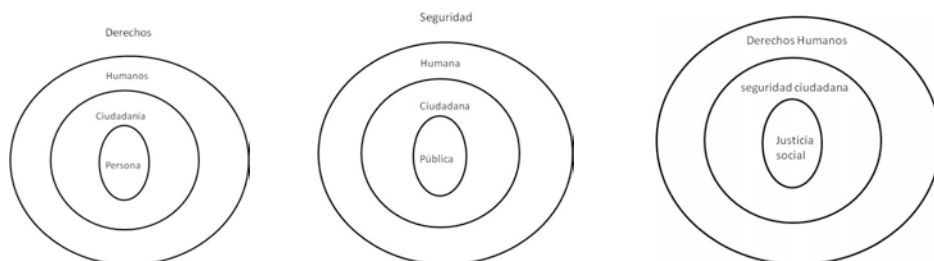 Derechos
Humanos
Ciudadanía
Persona
Seguridad
Humana
Ciudadana
Pública
Derechos Humanos
seguridad ciudadana
Justicia
social